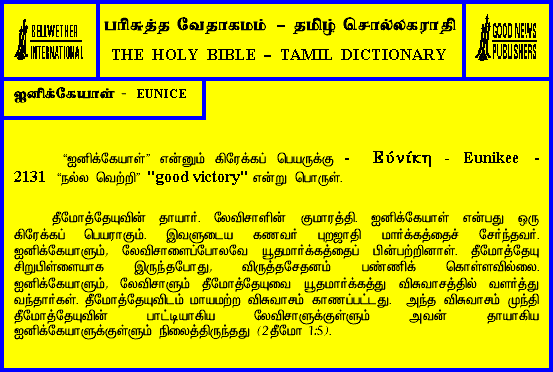 BELLWETHER
INTERNATIONAL
பரிசுத்த வேதாகமம் – தமிழ் சொல்லகராதி
THE HOLY BIBLE – TAMIL DICTIONARY
GOOD NEWS
PUBLISHERS
ஐனிக்கேயாள் - EUNICE
“ஐனிக்கேயாள்” என்னும் கிரேக்கப் பெயருக்கு - Εὐνίκη - Eunikee -
2131 “நல்ல வெற்றி” "good victory" என்று பொருள்.
தீமோத்தேயுவின் தாயார். லேவிசாளின் குமாரத்தி. ஐனிக்கேயாள் என்பது ஒரு
கிரேக்கப் பெயராகும். இவளுடைய கணவர் புறஜாதி மார்க்கத்தைச் சேர்ந்தவர்.
ஐனிக்கேயாளும், லேவிசாளைப்போலவே யூதமார்க்கத்தைப் பின்பற்றினாள். தீமோத்தேயு
சிறுபிள்ளையாக இருந்தபோது, விருத்தசேதனம் பண்ணிக் கொள்ளவில்லை.
ஐனிக்கேயாளும், லேவிசாளும் தீமோத்தேயுவை யூதமார்க்கத்து விசுவாசத்தில் வளர்த்து
வந்தார்கள். தீமோத்தேயுவிடம் மாயமற்ற விசுவாசம் காணப்பட்டது. அந்த விசுவாசம் முந்தி
தீமோத்தேயுவின் பாட்டியாகிய லேவிசாளுக்குள்ளும் அவன் தாயாகிய
ஐனிக்கேயாளுக்குள்ளும் நிலைத்திருந்தது (2தீமோ 1:5).